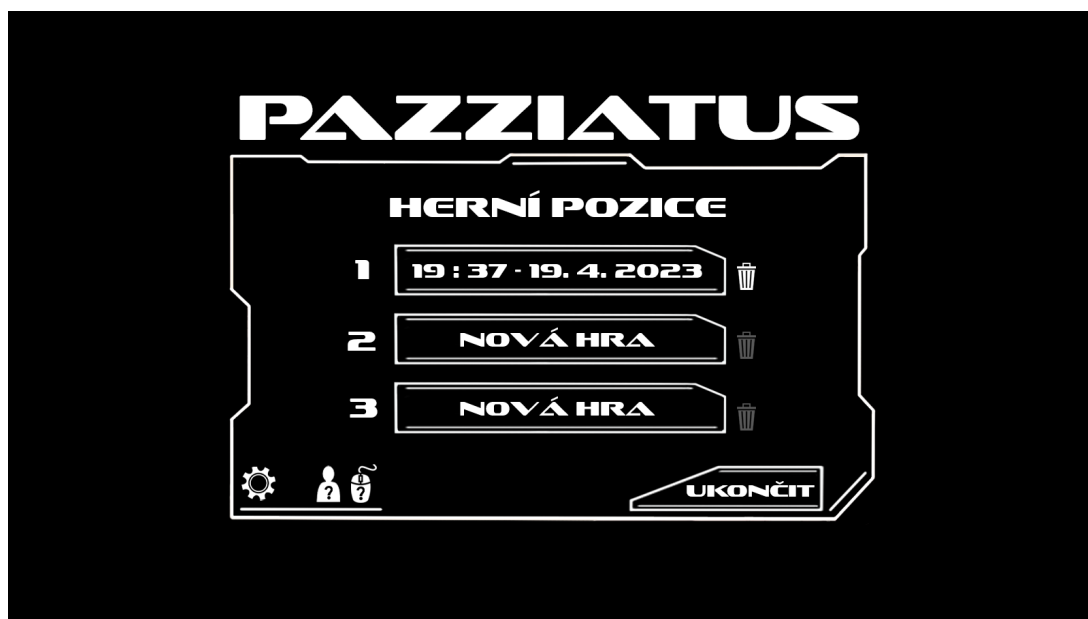 PAZZIATUS
HERNÍ POZICE
1 19 : 37 - 19. 4. 2023
2 NOVÁ HRA
3 NOVÁ HRA
? ?
UKONČIT